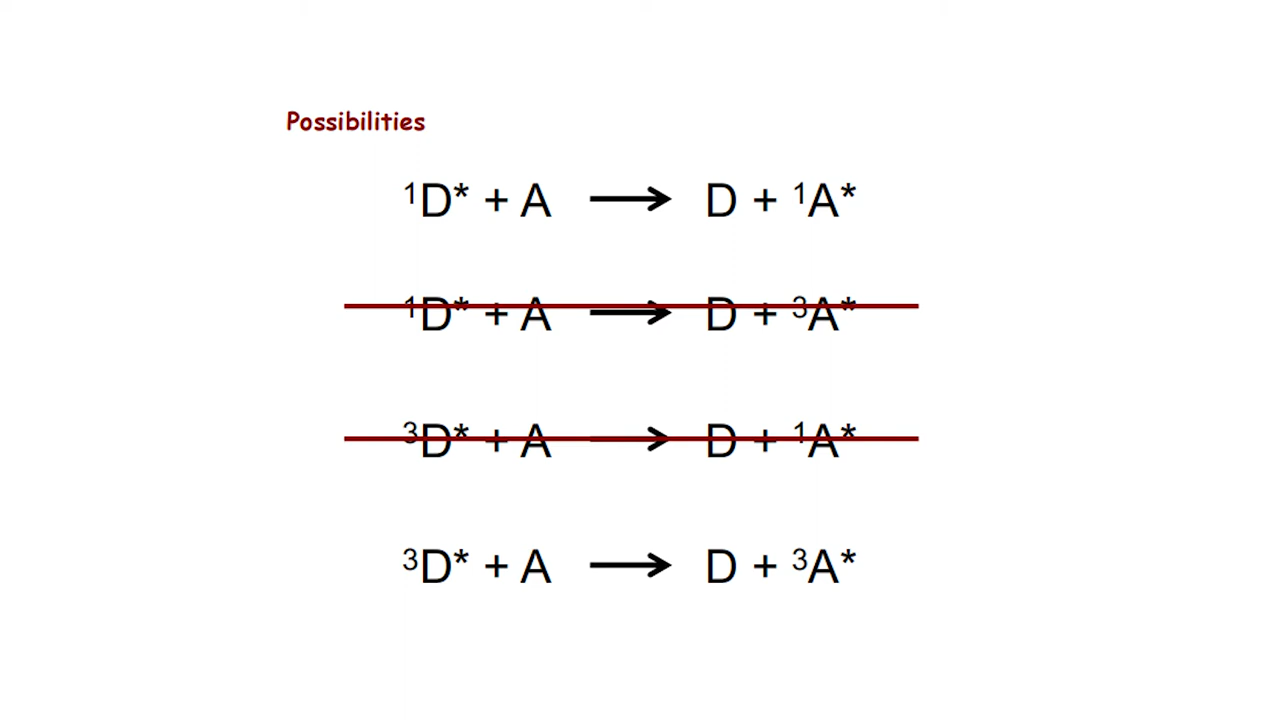 Possibilities
¹D* + A ⟶ D + ¹A*
¹D* + A ⟶ D + ³A*
³D* + A ⟶ D + ¹A*
³D* + A ⟶ D + ³A*